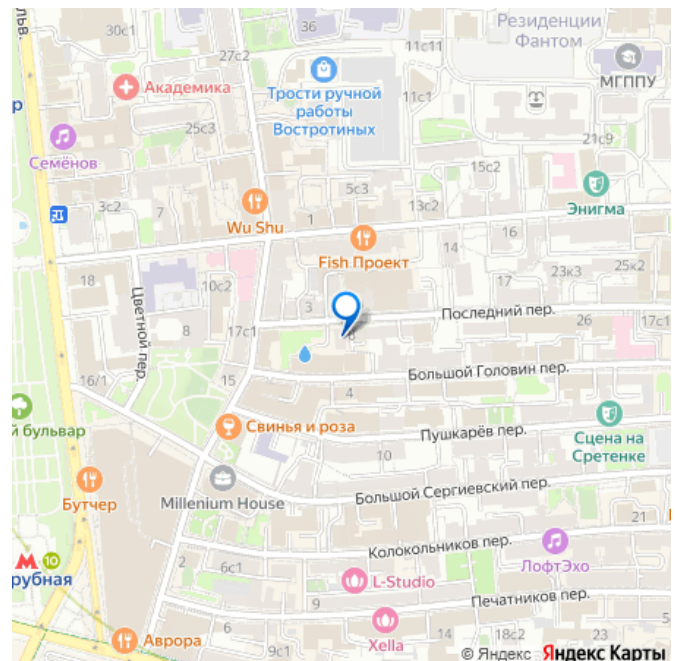 30с1
27с2
11с11
Резиденции
Фантом
МГППУ
Академика
Трости ручной
работы
Востротиных
11с1
25с3
21с9
Семёнов
15с2
5с3
13с2
Энигма
3с2
7
1
Wu Shu
Fish Проект
14
16
18
10с2
17
23к3
25к2
Цветной пер.
8
17с1
3
Последний пер.
26
17с1
15
16/1
4
Большой Головин пер.
й бульвар
Свинья и роза
Пушкарёв пер.
10
Сцена на
Сретенке
Бутчер
Millenium House
Большой Сергиевский пер.
21
Колокольников пер.
ЛофтЭхо
М 10
рубная
2
6с1
L-Studio
9
Печатников пер.
Аврора
9с1
Xella
14
18с2
23
© Яндекс Яндекс Карты